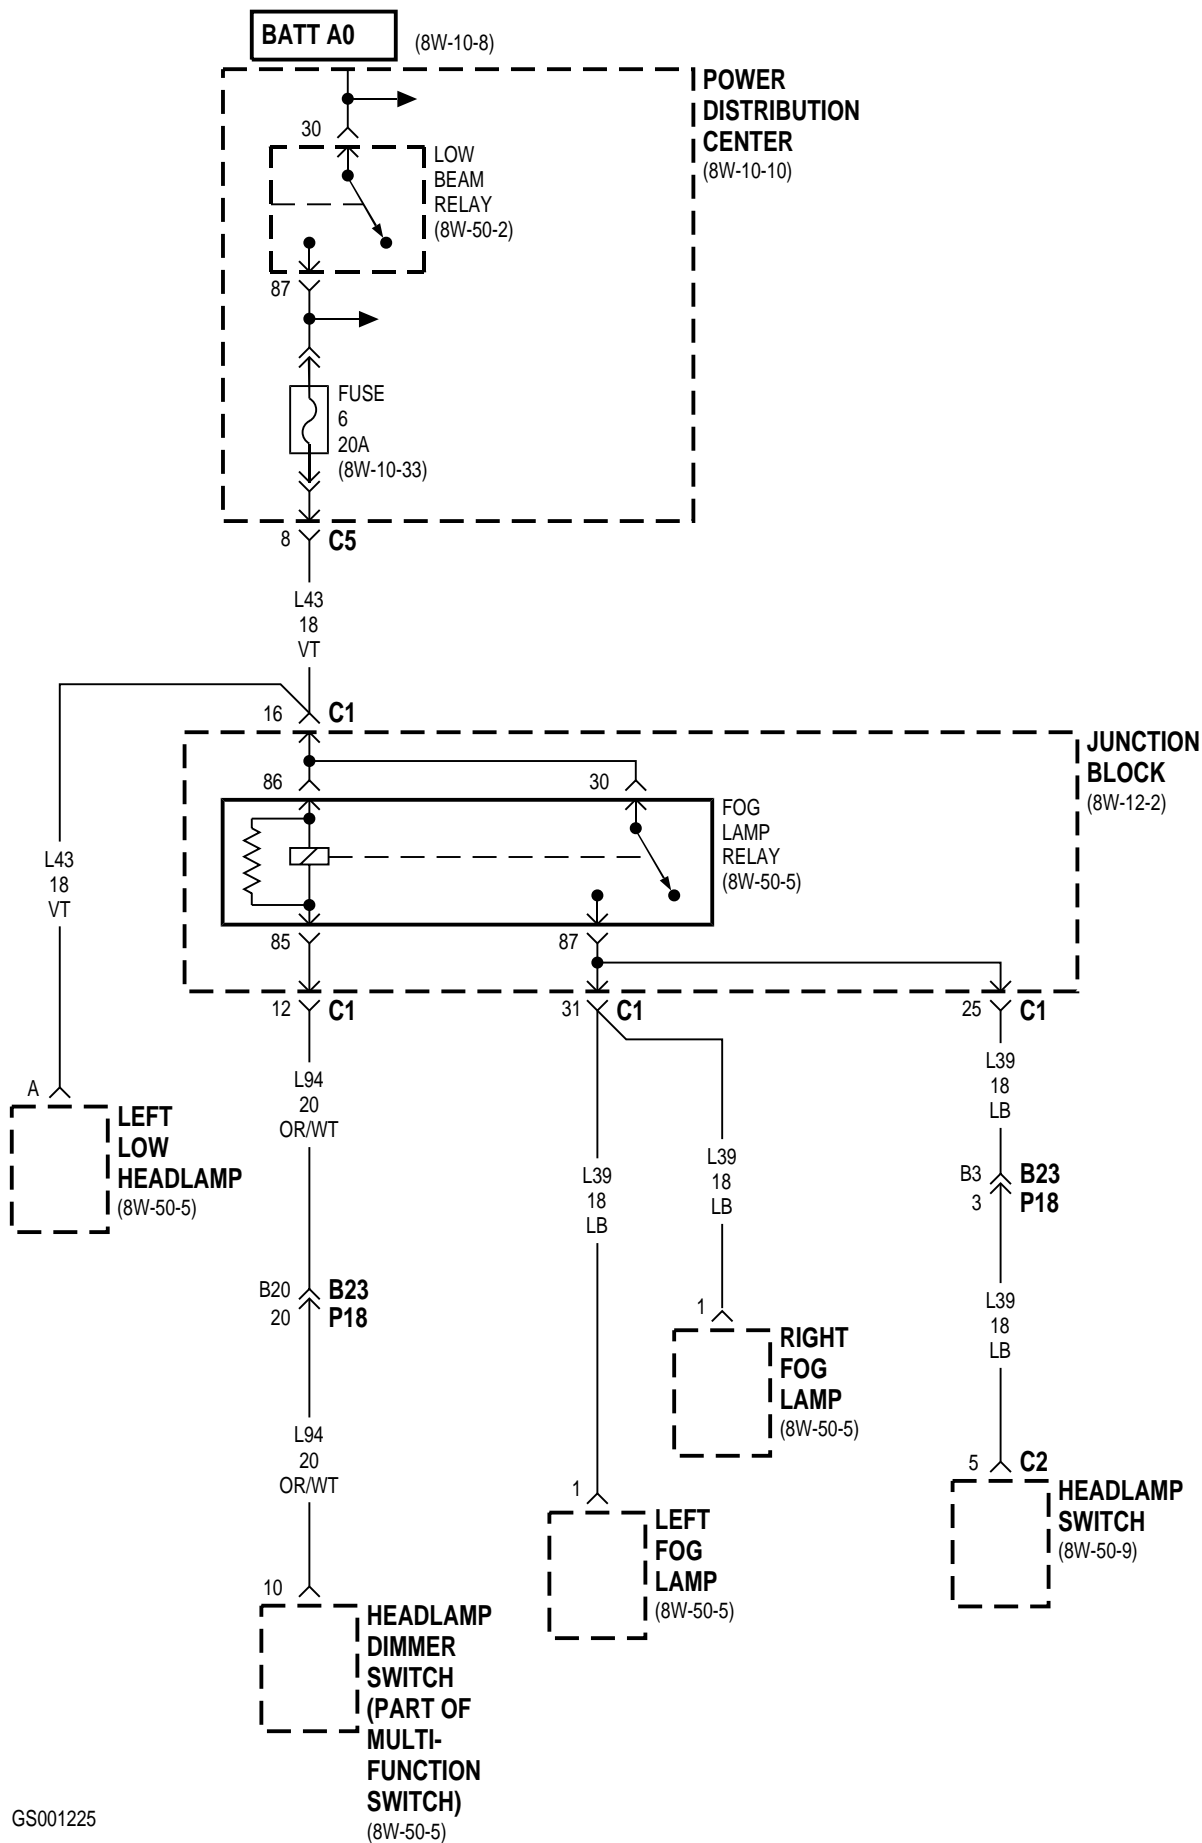 BATT A0
(8W-10-8)
POWER
DISTRIBUTION
CENTER
(8W-10-10)
30
LOW
BEAM
RELAY
(8W-50-2)
87
FUSE
6
20A
(8W-10-33)
8
C5
L43
18
VT
16
C1
JUNCTION
BLOCK
(8W-12-2)
86
30
FOG
LAMP
RELAY
(8W-50-5)
L43
18
VT
85
87
12
C1
31
C1
25
C1
L39
18
LB
A
LEFT
LOW
HEADLAMP
(8W-50-5)
L94
20
OR/WT
L39
18
LB
L39
18
LB
B3
B23
3
P18
B20
B23
20
P18
L39
18
LB
1
RIGHT
FOG
LAMP
(8W-50-5)
L94
20
OR/WT
5
C2
HEADLAMP
SWITCH
(8W-50-9)
1
LEFT
FOG
LAMP
(8W-50-5)
10
HEADLAMP
DIMMER
SWITCH
(PART OF
MULTI-
FUNCTION
SWITCH)
(8W-50-5)
GS001225